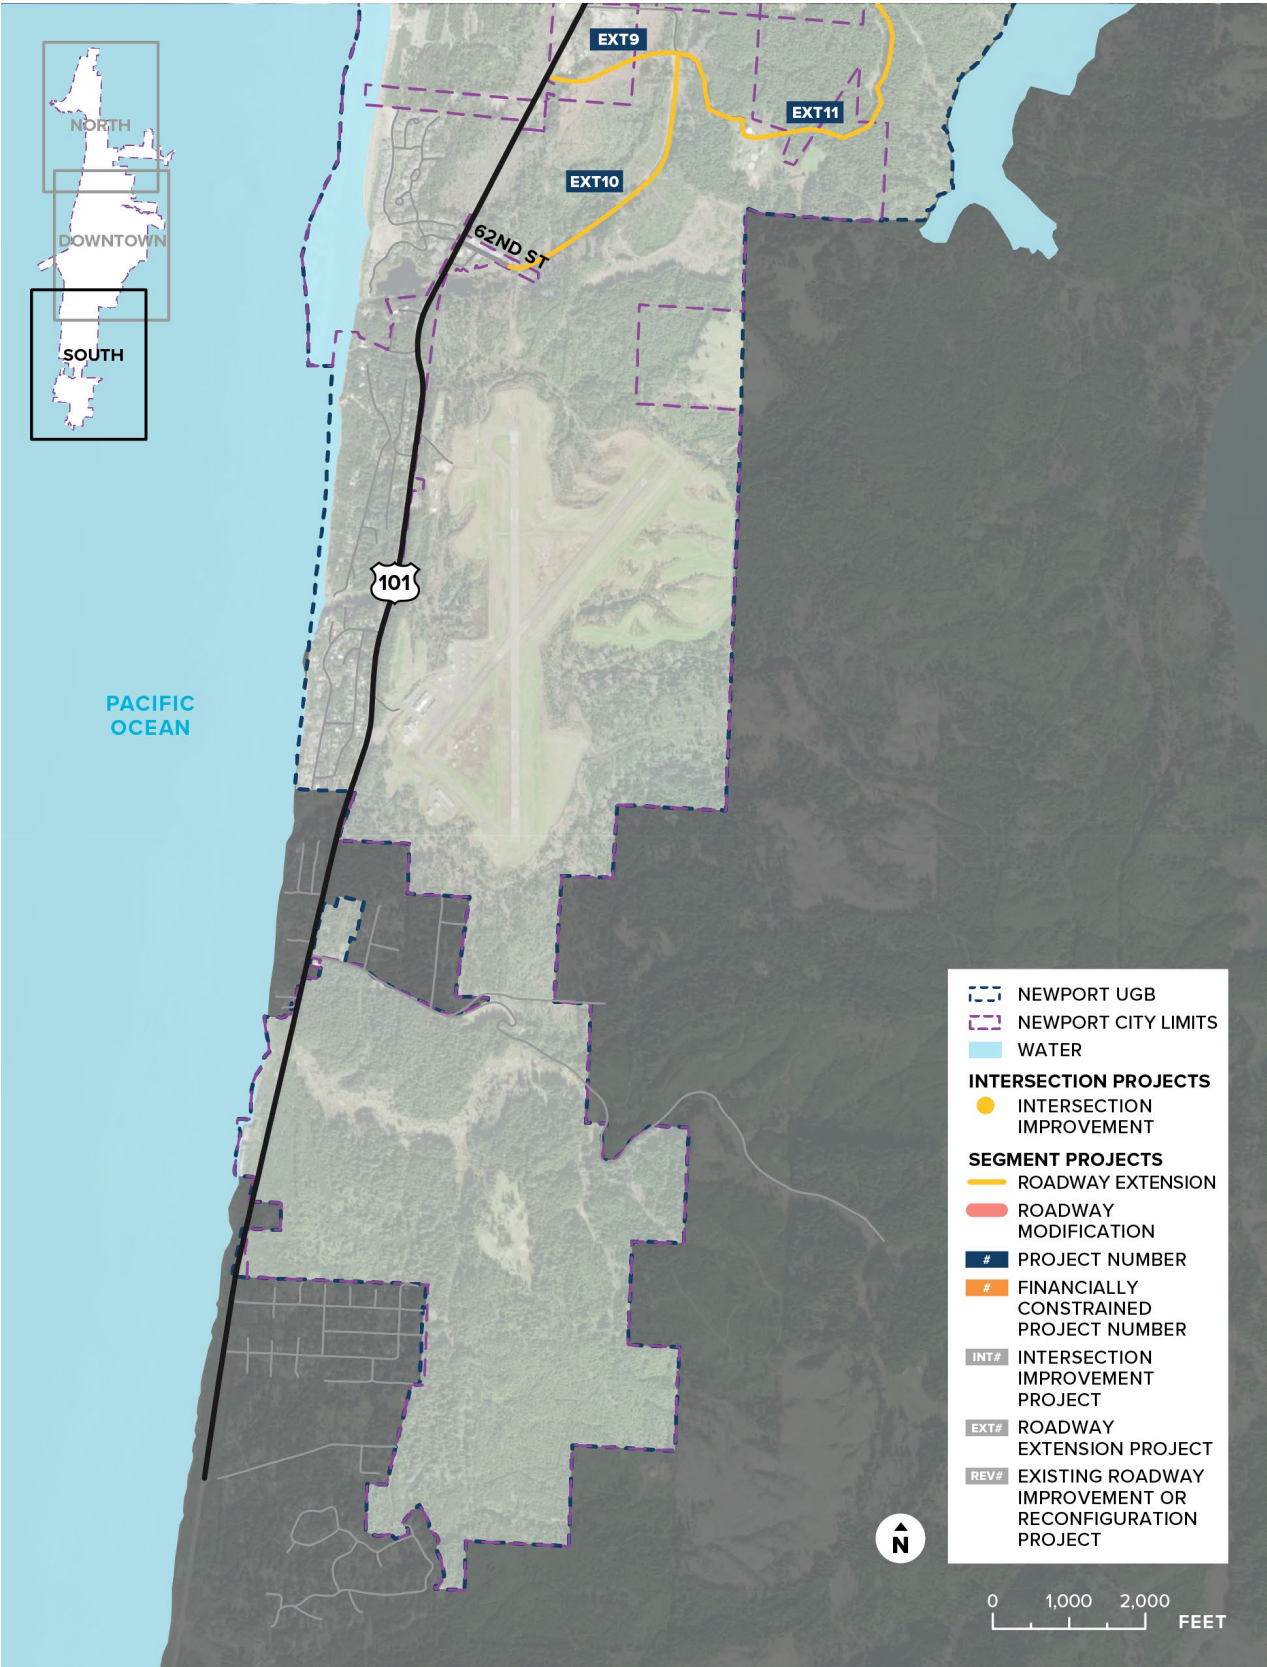 EXT9
EXT11
EXT10
62ND ST
NORTH
DOWNTOWN
SOUTH
101
PACIFIC
OCEAN
NEWPORT UGB
NEWPORT CITY LIMITS
WATER
INTERSECTION PROJECTS
INTERSECTION
IMPROVEMENT
SEGMENT PROJECTS
ROADWAY EXTENSION
ROADWAY
MODIFICATION
# PROJECT NUMBER
# FINANCIALLY
CONSTRAINED
PROJECT NUMBER
INT# INTERSECTION
IMPROVEMENT
PROJECT
EXT# ROADWAY
EXTENSION PROJECT
REV# EXISTING ROADWAY
IMPROVEMENT OR
RECONFIGURATION
PROJECT
N
0 1,000 2,000
FEET